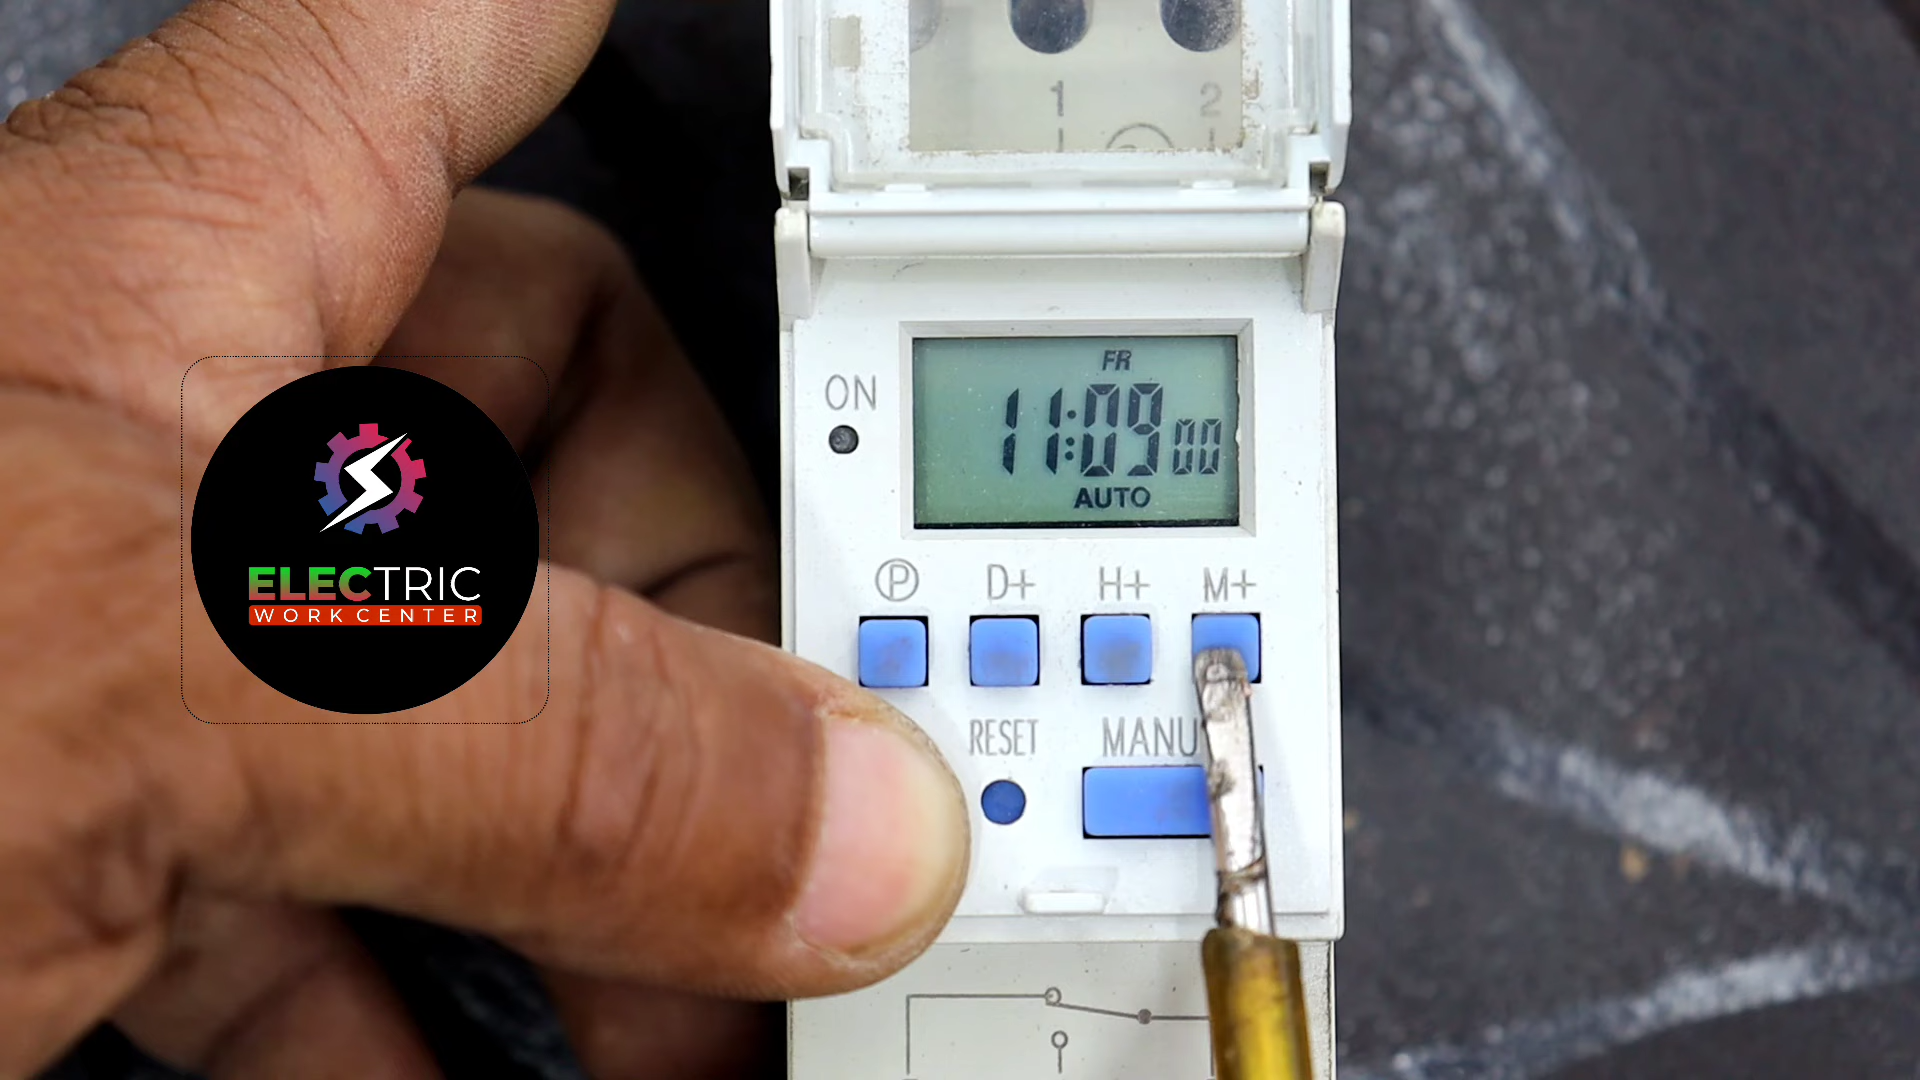 1 2
FR
ON
11:09 00
AUTO
P D+ H+ M+
RESET MANU
ELECTRIC
WORK CENTER